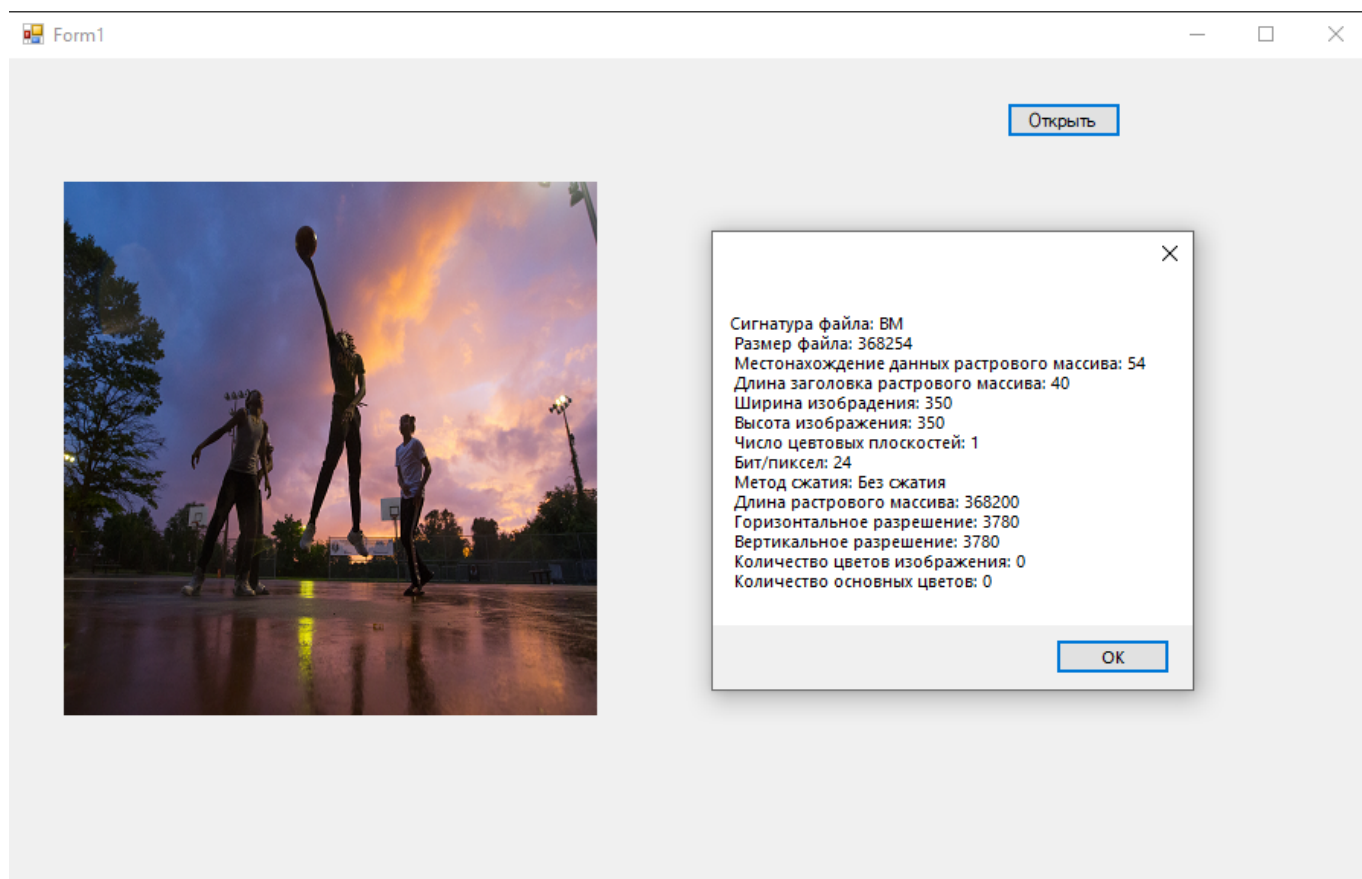 Form1
Открыть
Сигнатура файла: BM
Размер файла: 368254
Местонахождение данных растрового массива: 54
Длина заголовка растрового массива: 40
Ширина изобрадения: 350
Высота изображения: 350
Число цевтовых плоскостей: 1
Бит/пиксел: 24
Метод сжатия: Без сжатия
Длина растрового массива: 368200
Горизонтальное разрешение: 3780
Вертикальное разрешение: 3780
Количество цветов изображения: 0
Количество основных цветов: 0
OK